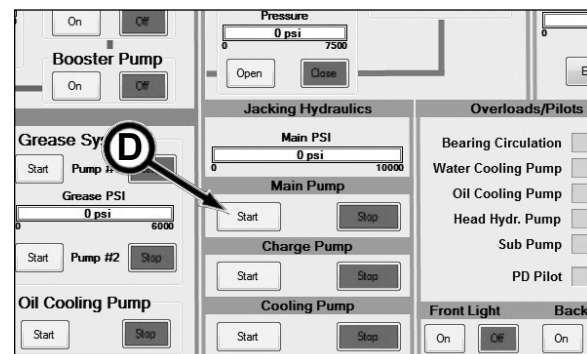 On Off
Booster Pump
On Off
Grease Sy
Start Pump # Stop
Grease PSI
0 psi
0 6000
Start Pump #2 Stop
Oil Cooling Pump
Start Stop
Pressure
0 psi
0 7500
Open Close
Jacking Hydraulics
Main PSI
0 psi
0 10000
Main Pump
Start Stop
Charge Pump
Start Stop
Cooling Pump
Start Stop
D
0
E
Overloads/Pilots
Bearing Circulation
Water Cooling Pump
Oil Cooling Pump
Head Hydr. Pump
Sub Pump
PD Pilot
Front Light Back
On Off On